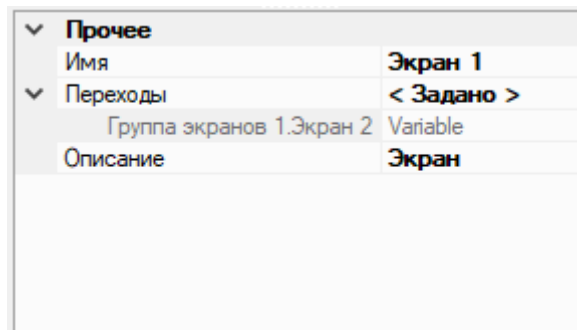 Прочее
Имя Экран 1
Переходы < Задано >
Группа экранов 1.Экран 2 Variable
Описание Экран